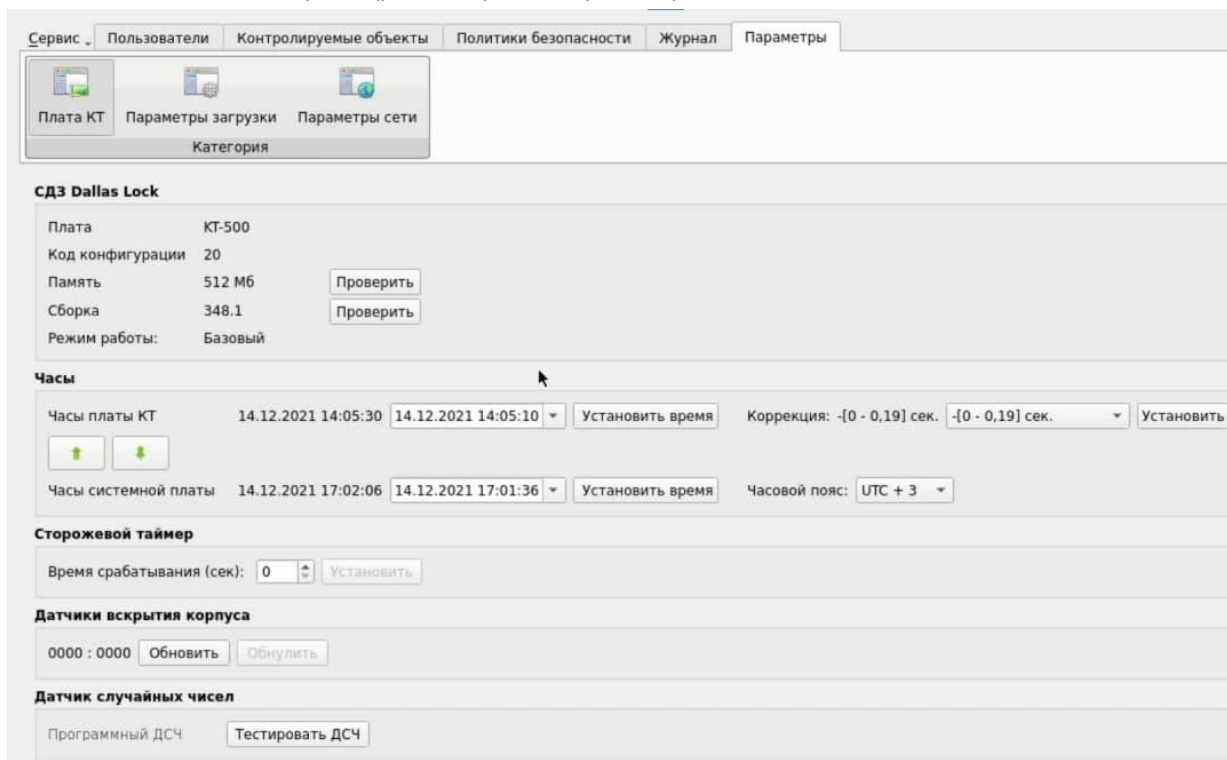 Сервис Пользователи Контролируемые объекты Политики безопасности Журнал Параметры
Плата КТ Параметры загрузки Параметры сети
Категория
СДЗ Dallas Lock
Плата КТ-500
Код конфигурации 20
Память 512 Мб Проверить
Сборка 348.1 Проверить
Режим работы: Базовый
Часы
Часы платы КТ 14.12.2021 14:05:30 14.12.2021 14:05:10 Установить время Коррекция: -[0 - 0,19] сек. -[0 - 0,19] сек. Установить
Часы системной платы 14.12.2021 17:02:06 14.12.2021 17:01:36 Установить время Часовой пояс: UTC + 3
Сторожевой таймер
Время срабатывания (сек): 0 Установить
Датчики вскрытия корпуса
0000 : 0000 Обновить Обнулить
Датчик случайных чисел
Программный ДСЧ Тестировать ДСЧ